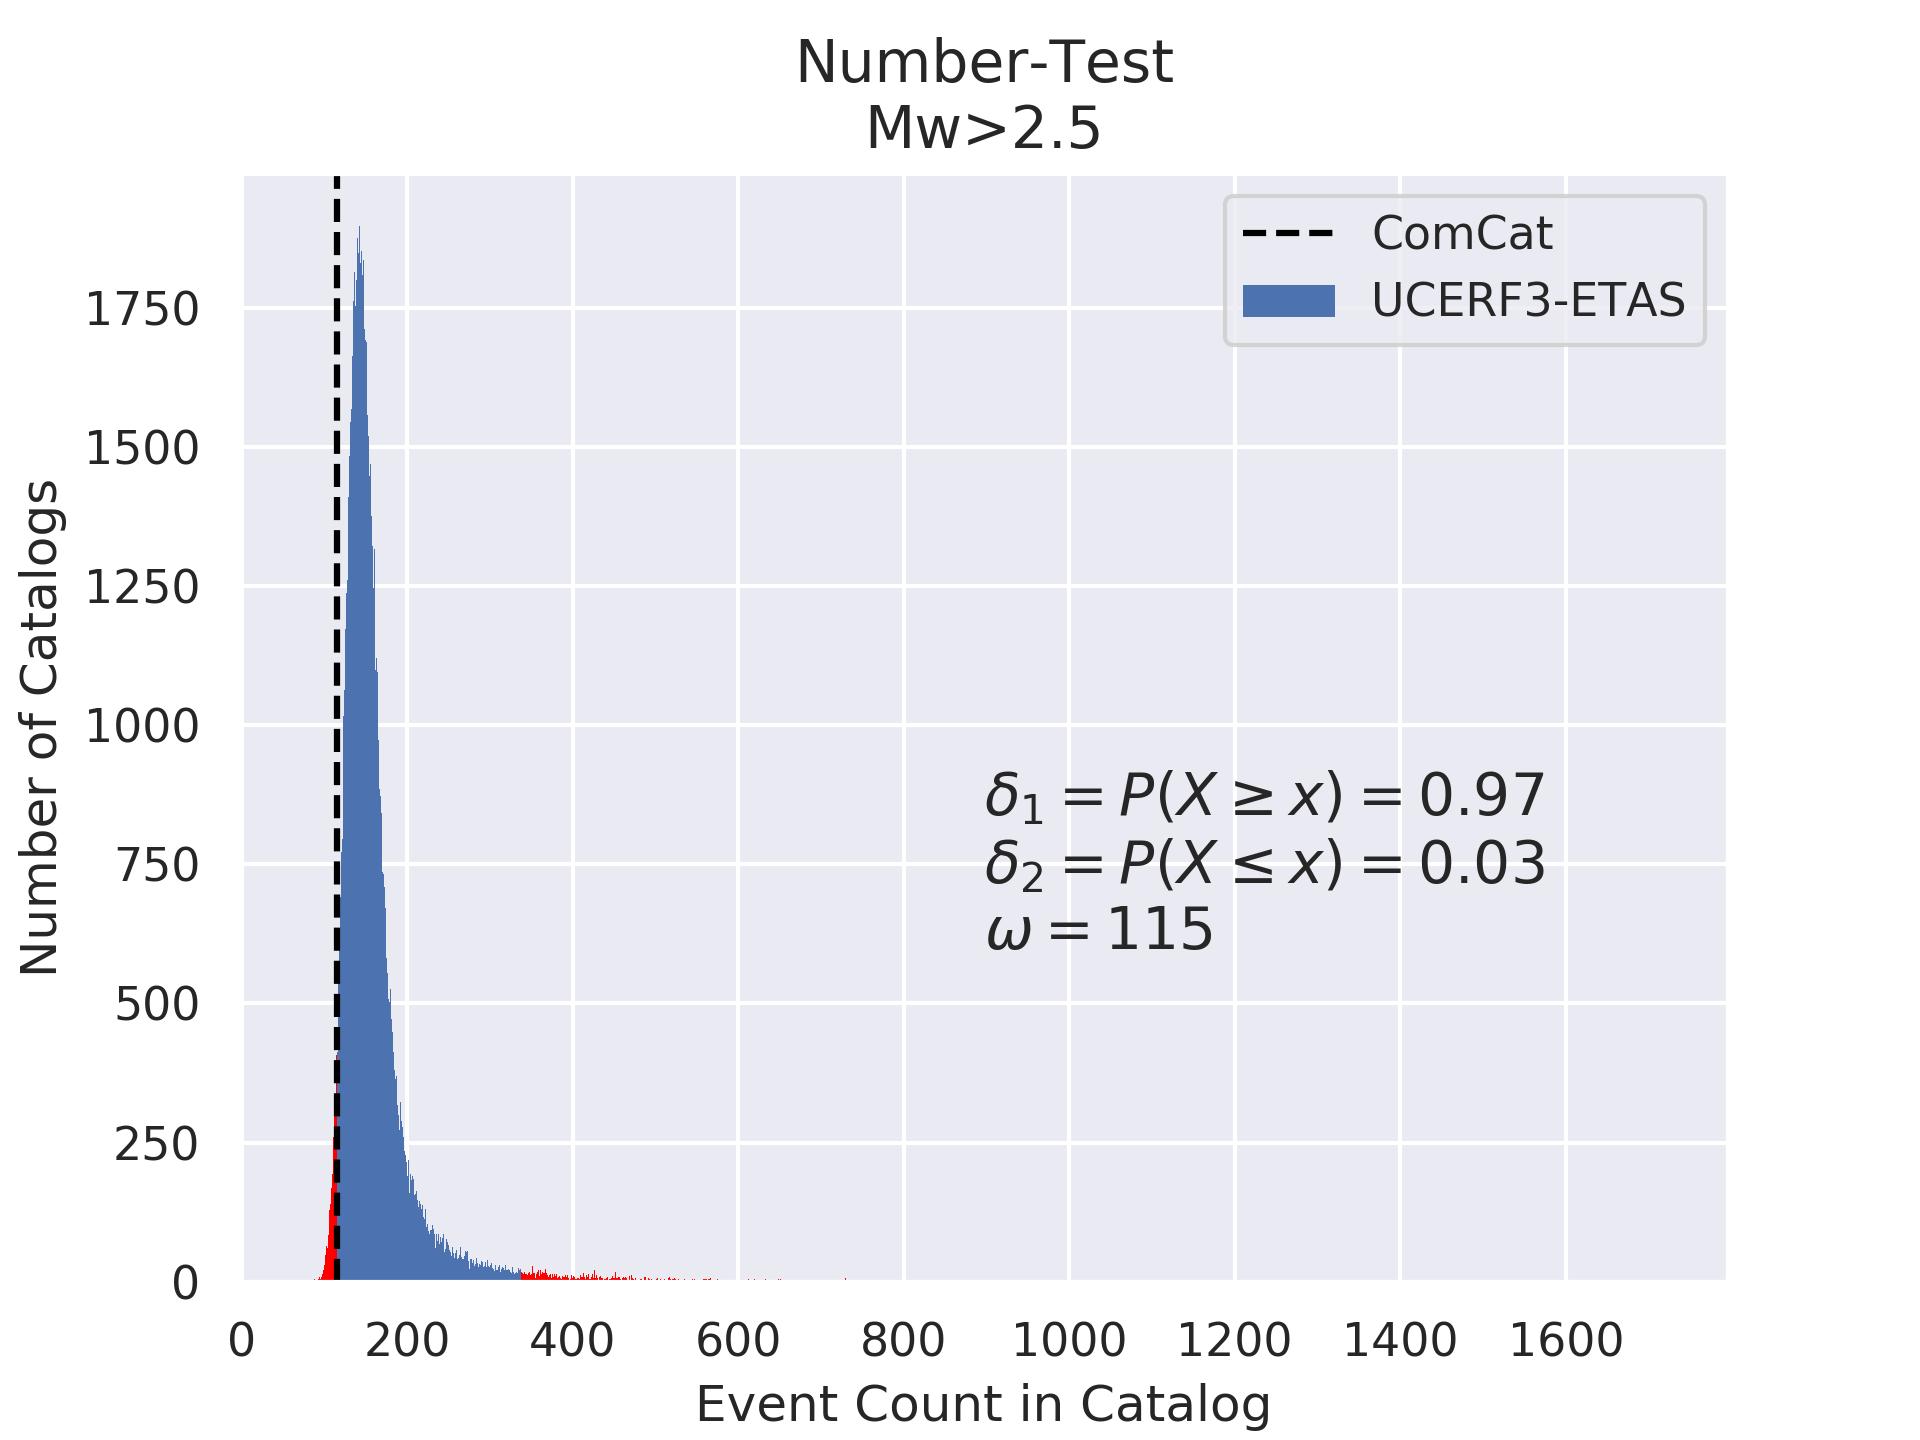 Number-Test
Mw>2.5
ComCat
UCERF3-ETAS
1750
1500
1250
1000
750
500
250
0
Number of Catalogs
δ₁ = P(X ≥ x) = 0.97
δ₂ = P(X ≤ x) = 0.03
ω = 115
0 200 400 600 800 1000 1200 1400 1600
Event Count in Catalog